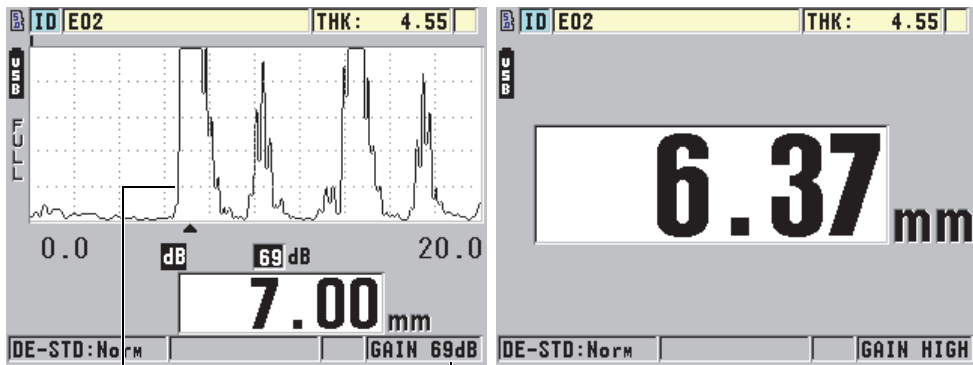 ID E02 THK: 4.55
USB
FULL
0.0 20.0
dB 69 dB
7.00 mm
DE-STD:Norm GAIN 69dB
ID E02 THK: 4.55
USB
6.37 mm
DE-STD:Norm GAIN HIGH